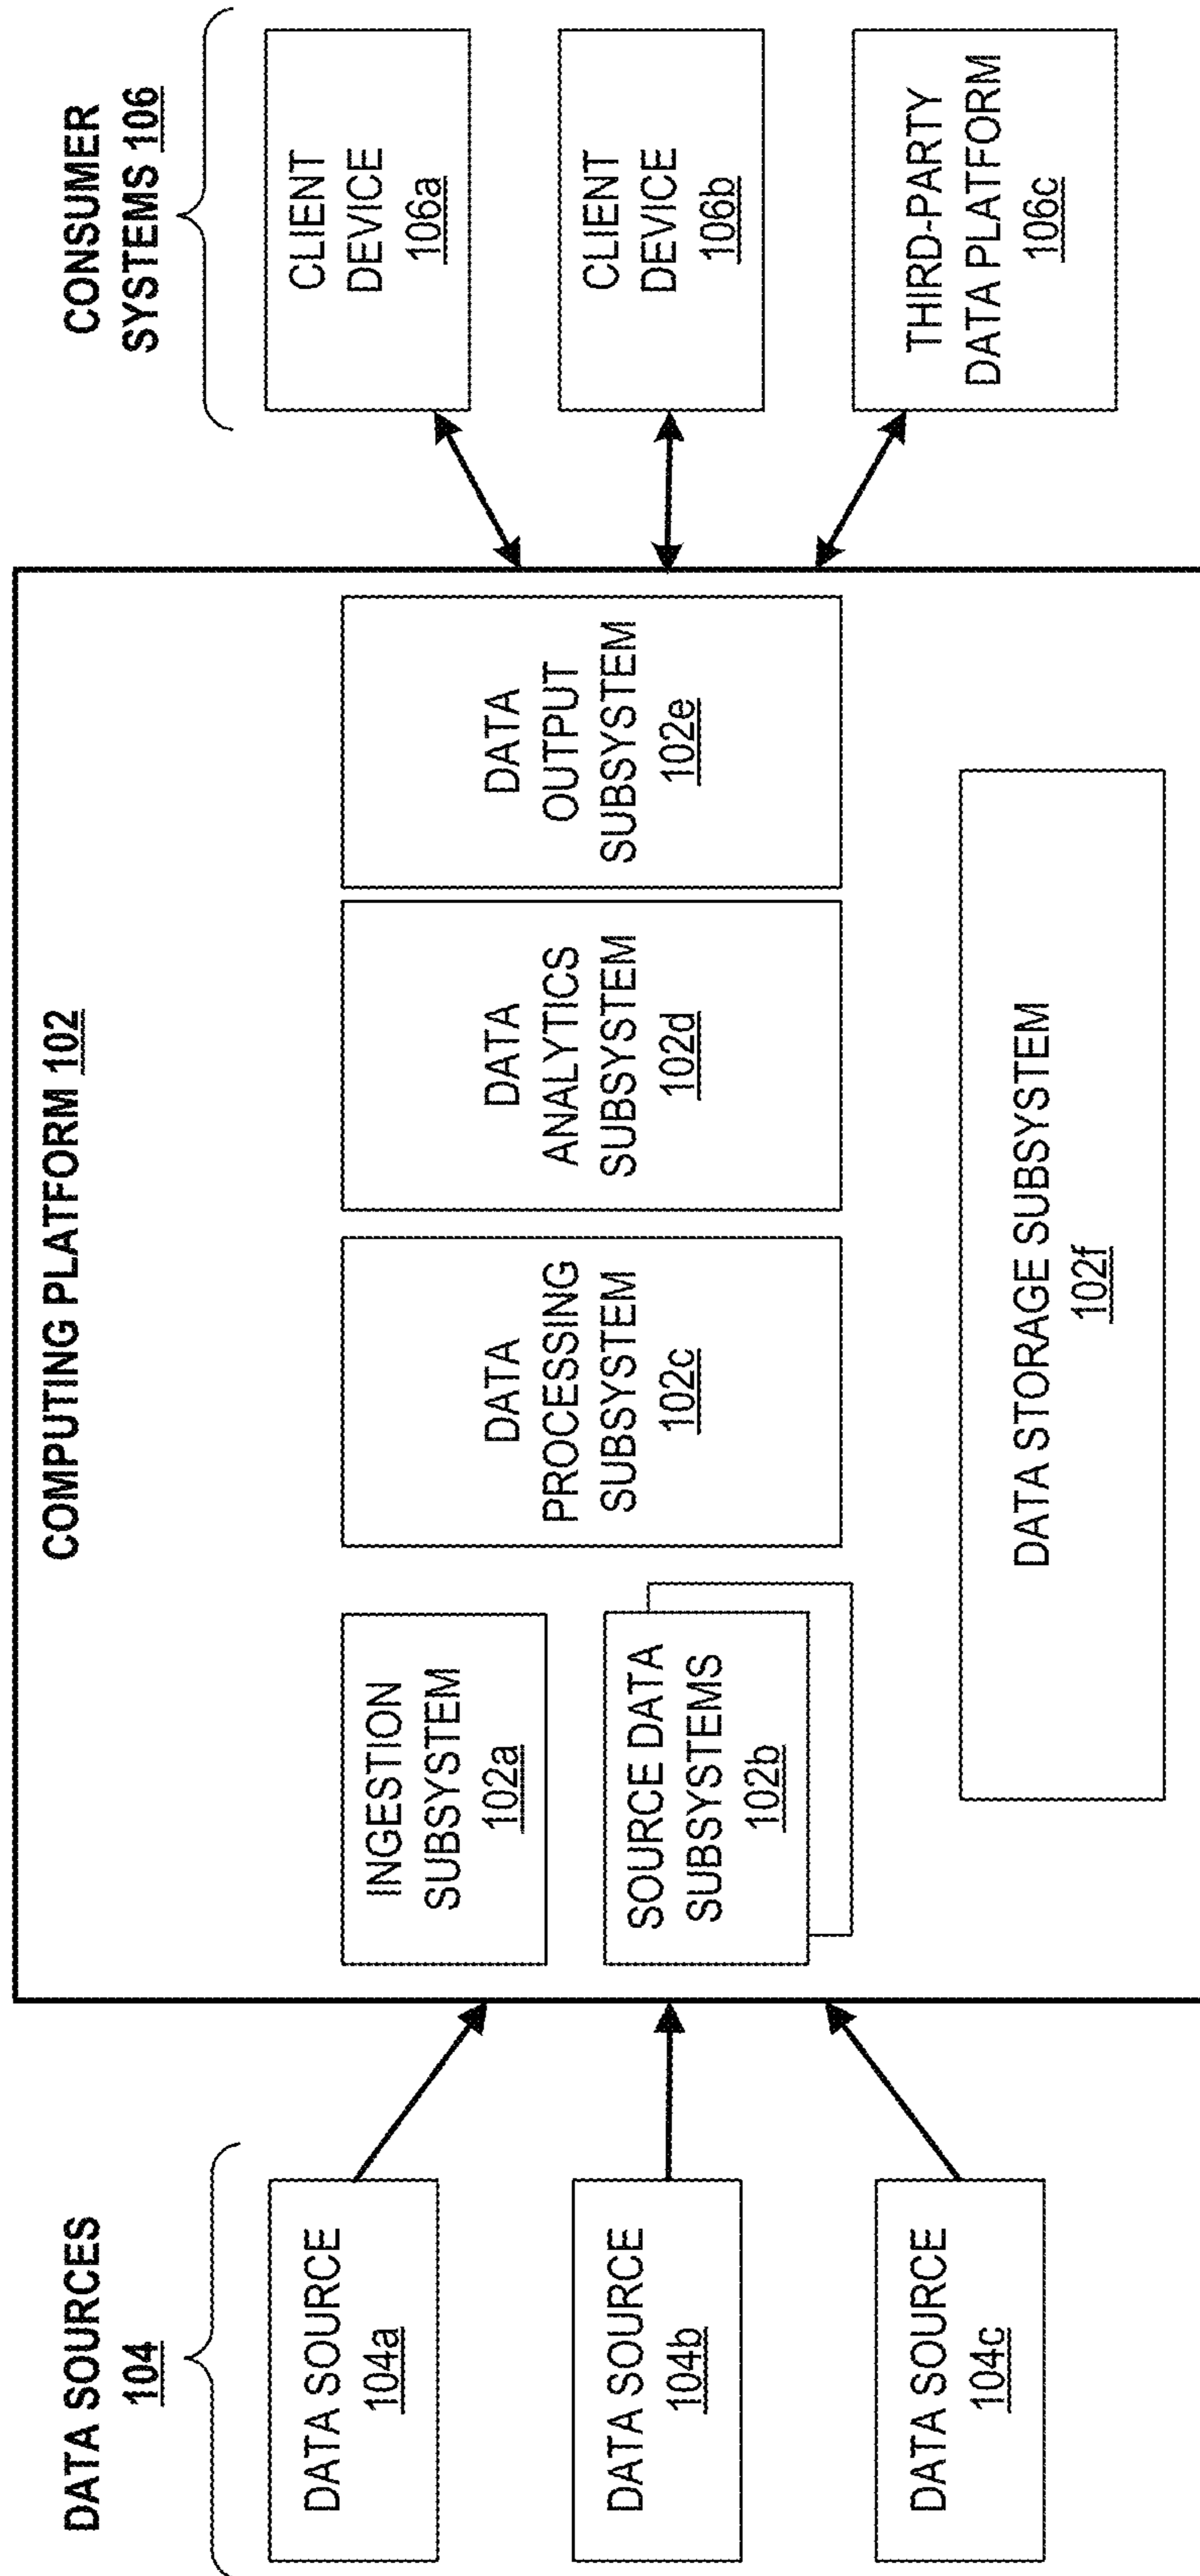 DATA SOURCES
104
DATA SOURCE
104a
DATA SOURCE
104b
DATA SOURCE
104c
COMPUTING PLATFORM 102
INGESTION
SUBSYSTEM
102a
SOURCE DATA
SUBSYSTEMS
102b
DATA
PROCESSING
SUBSYSTEM
102c
DATA
ANALYTICS
SUBSYSTEM
102d
DATA
OUTPUT
SUBSYSTEM
102e
DATA STORAGE SUBSYSTEM
102f
CONSUMER
SYSTEMS 106
CLIENT
DEVICE
106a
CLIENT
DEVICE
106b
THIRD-PARTY
DATA PLATFORM
106c